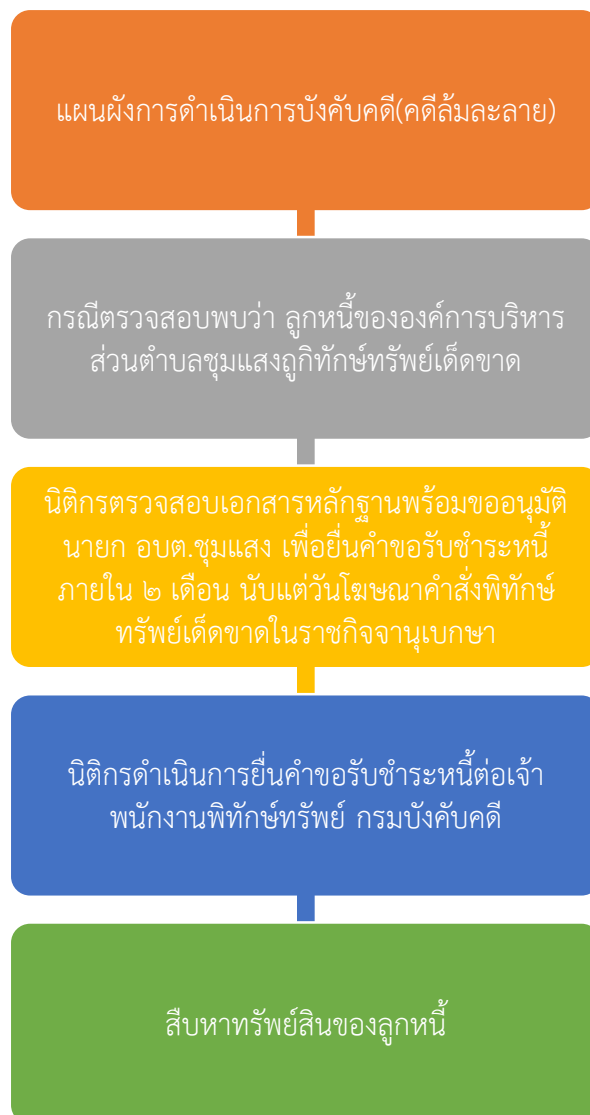 แผนผังการดำเนินการบังคับคดี(คดีล้มละลาย)
กรณีตรวจสอบพบว่า ลูกหนี้ขององค์การบริหาร
ส่วนตำบลชุมแสงถูกิทักษ์ทรัพย์เด็ดขาด
นิติกรตรวจสอบเอกสารหลักฐานพร้อมขออนุมัติ
นายก อบต.ชุมแสง เพื่อยื่นคำขอรับชำระหนี้
ภายใน ๒ เดือน นับแต่วันโฆษณาคำสั่งพิทักษ์
ทรัพย์เด็ดขาดในราชกิจจานุเบกษา
นิติกรดำเนินการยื่นคำขอรับชำระหนี้ต่อเจ้า
พนักงานพิทักษ์ทรัพย์ กรมบังคับคดี
สืบหาทรัพย์สินของลูกหนี้